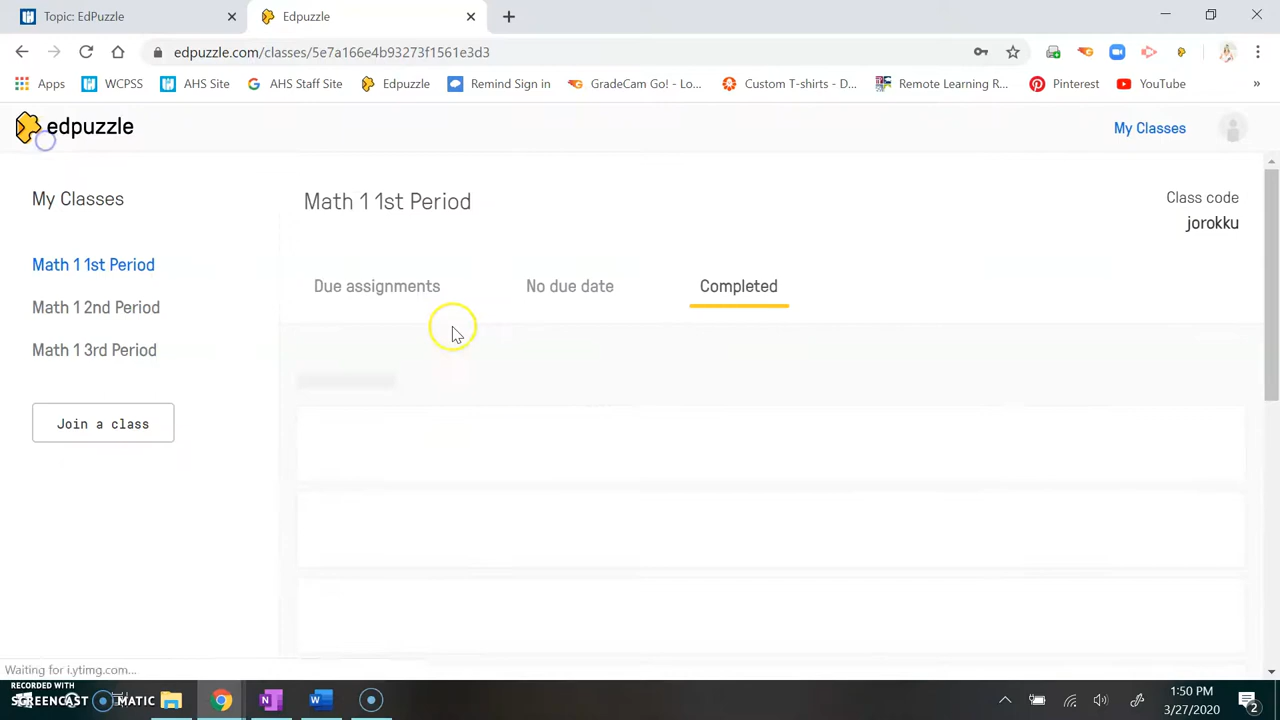 Topic: EdPuzzle
Edpuzzle
edpuzzle.com/classes/5e7a166e4b93273f1561e3d3
Apps
WCPSS
AHS Site
AHS Staff Site
Edpuzzle
Remind Sign in
GradeCam Go! - Lo...
Custom T-shirts - D...
Remote Learning R...
Pinterest
YouTube
»
edpuzzle
My Classes
My Classes
Math 1 1st Period
Class code
jorokku
Math 1 1st Period
Math 1 2nd Period
Math 1 3rd Period
Due assignments
No due date
Completed
Join a class
Waiting for i.ytimg.com...
RECORDED WITH
SCREENCAST MATIC
1:50 PM
3/27/2020
2